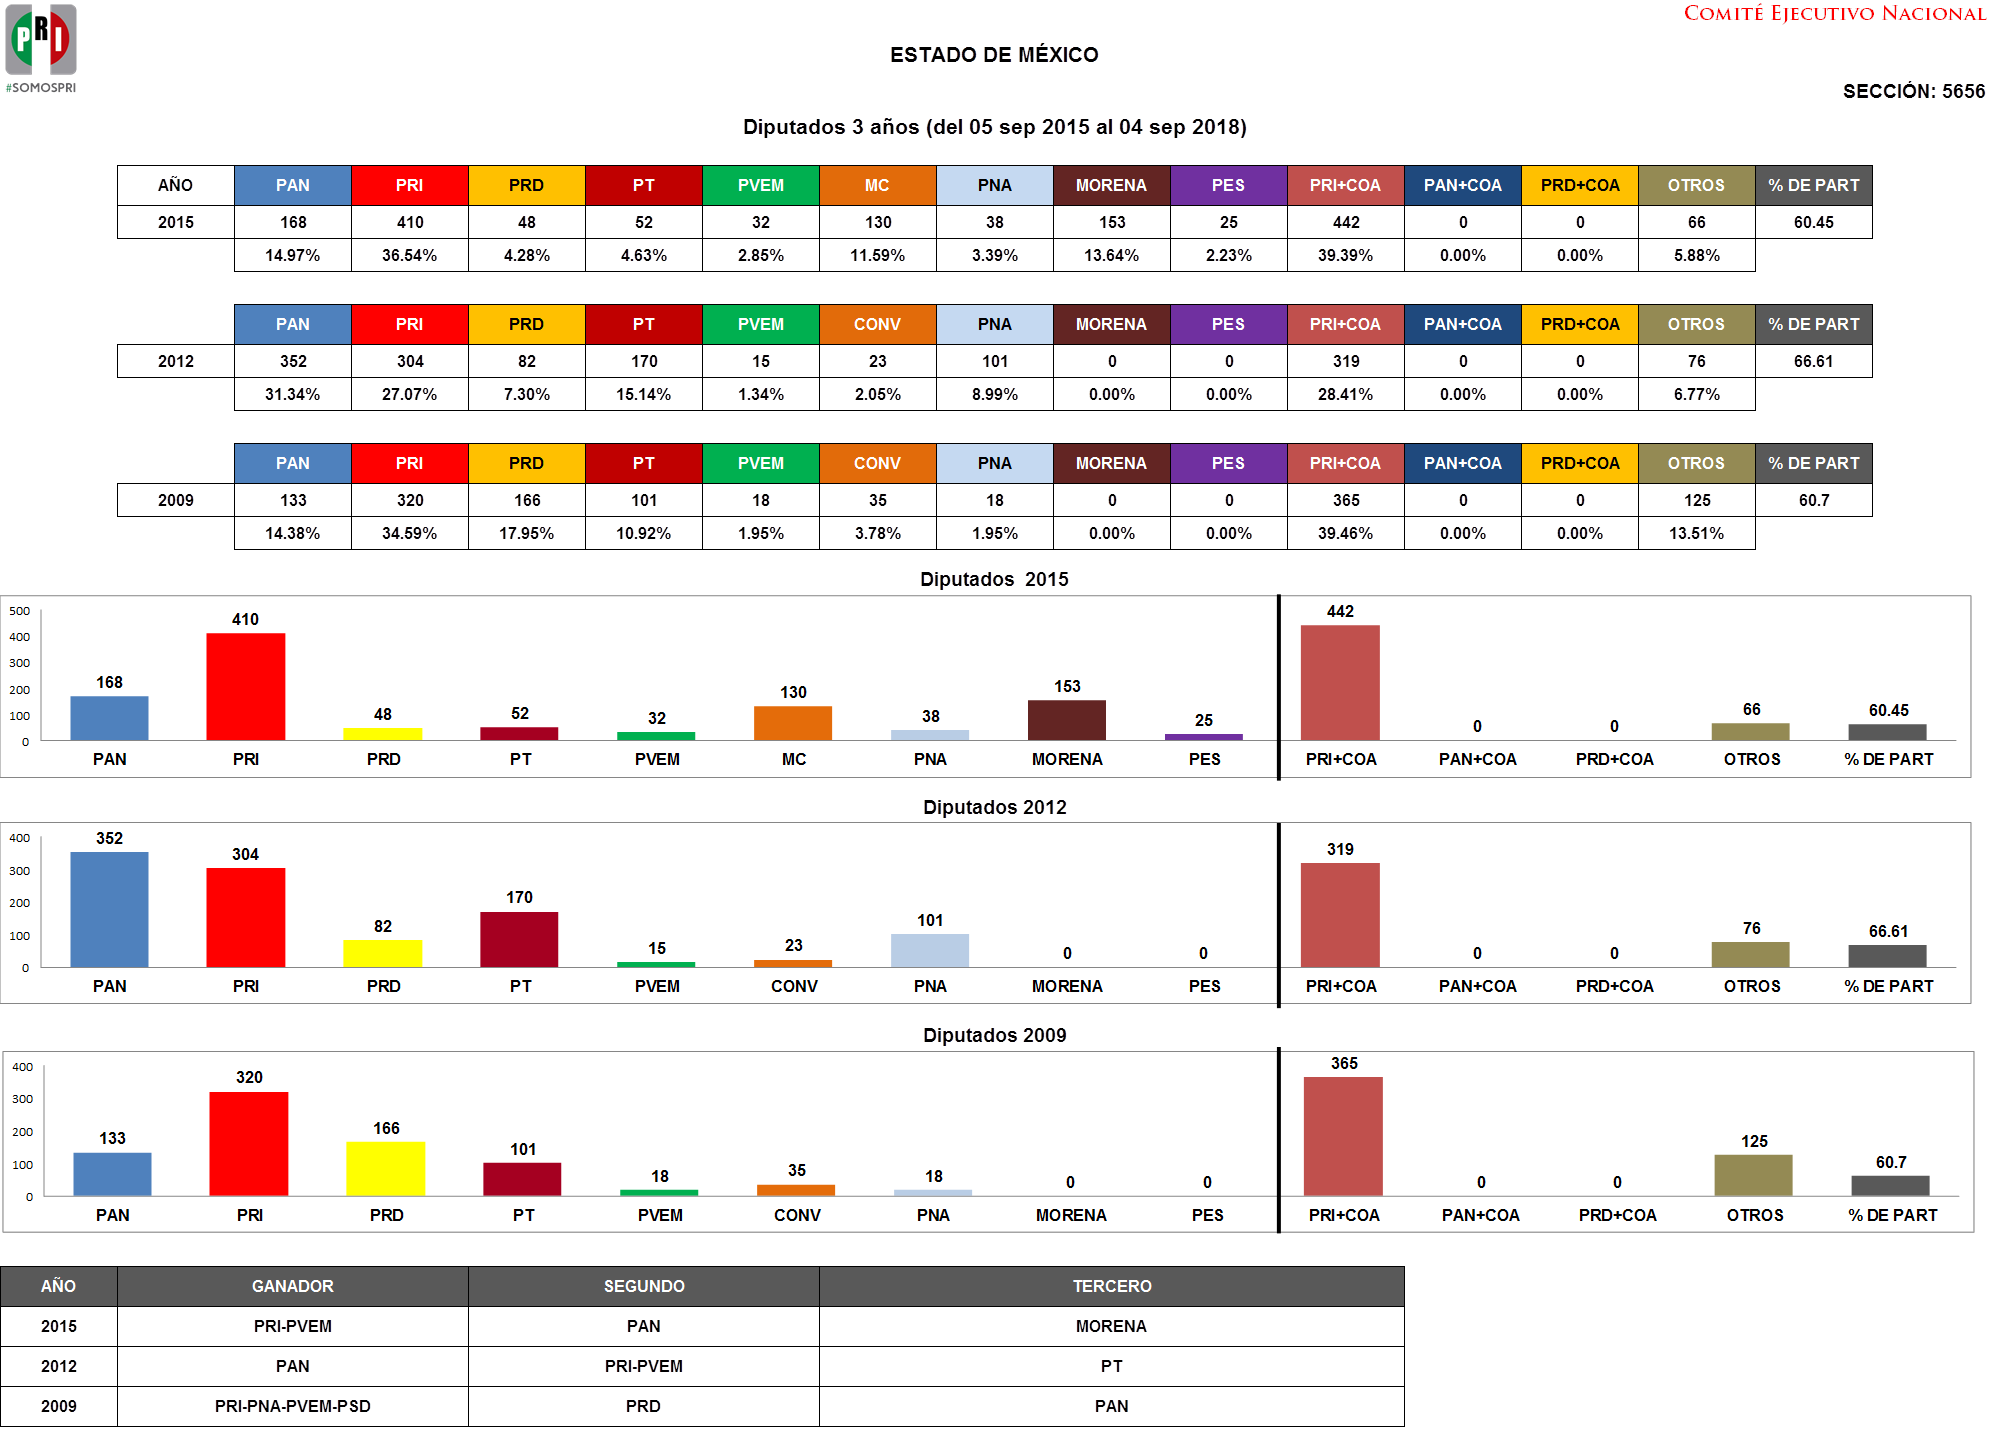 PRI
#SOMOSPRI
COMITÉ EJECUTIVO NACIONAL
ESTADO DE MÉXICO
SECCIÓN: 5656
Diputados 3 años (del 05 sep 2015 al 04 sep 2018)
AÑO PAN PRI PRD PT PVEM MC PNA MORENA PES PRI+COA PAN+COA PRD+COA OTROS % DE PART
2015 168 410 48 52 32 130 38 153 25 442 0 0 66 60.45
14.97% 36.54% 4.28% 4.63% 2.85% 11.59% 3.39% 13.64% 2.23% 39.39% 0.00% 0.00% 5.88%
PAN PRI PRD PT PVEM CONV PNA MORENA PES PRI+COA PAN+COA PRD+COA OTROS % DE PART
2012 352 304 82 170 15 23 101 0 0 319 0 0 76 66.61
31.34% 27.07% 7.30% 15.14% 1.34% 2.05% 8.99% 0.00% 0.00% 28.41% 0.00% 0.00% 6.77%
PAN PRI PRD PT PVEM CONV PNA MORENA PES PRI+COA PAN+COA PRD+COA OTROS % DE PART
2009 133 320 166 101 18 35 18 0 0 365 0 0 125 60.7
14.38% 34.59% 17.95% 10.92% 1.95% 3.78% 1.95% 0.00% 0.00% 39.46% 0.00% 0.00% 13.51%
Diputados 2015
500
400
300
200
100
0
168 410 48 52 32 130 38 153 25 442 0 0 66 60.45
PAN PRI PRD PT PVEM MC PNA MORENA PES PRI+COA PAN+COA PRD+COA OTROS % DE PART
Diputados 2012
400
300
200
100
0
352 304 82 170 15 23 101 0 0 319 0 0 76 66.61
PAN PRI PRD PT PVEM CONV PNA MORENA PES PRI+COA PAN+COA PRD+COA OTROS % DE PART
Diputados 2009
400
300
200
100
0
133 320 166 101 18 35 18 0 0 365 0 0 125 60.7
PAN PRI PRD PT PVEM CONV PNA MORENA PES PRI+COA PAN+COA PRD+COA OTROS % DE PART
AÑO GANADOR SEGUNDO TERCERO
2015 PRI-PVEM PAN MORENA
2012 PAN PRI-PVEM PT
2009 PRI-PNA-PVEM-PSD PRD PAN